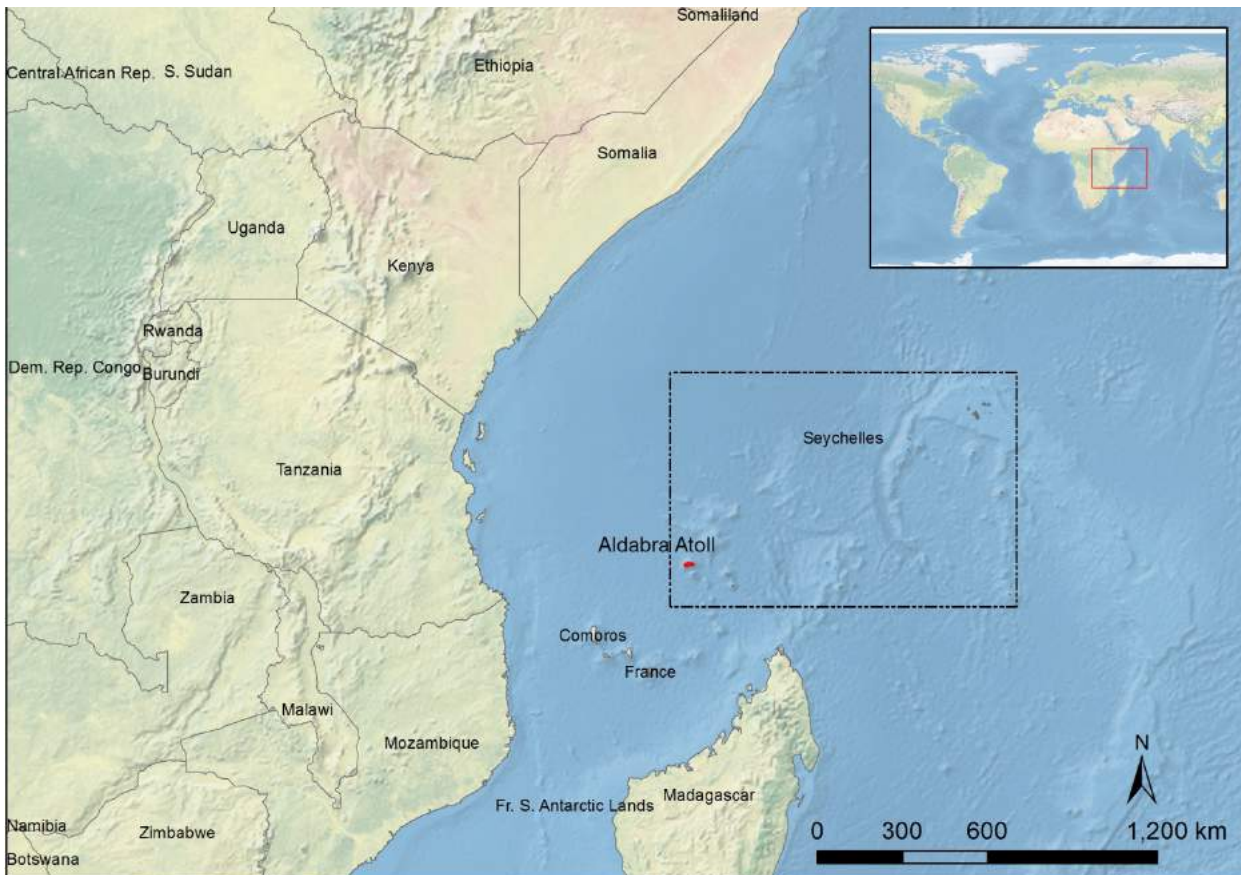 Somaliland
Central African Rep.
S. Sudan
Ethiopia
Somalia
Uganda
Kenya
Rwanda
Dem. Rep. Congo
Burundi
Seychelles
Tanzania
Aldabra Atoll
Zambia
Comoros
France
Malawi
Mozambique
N
Fr. S. Antarctic Lands
Madagascar
Namibia
Zimbabwe
0 300 600 1,200 km
Botswana